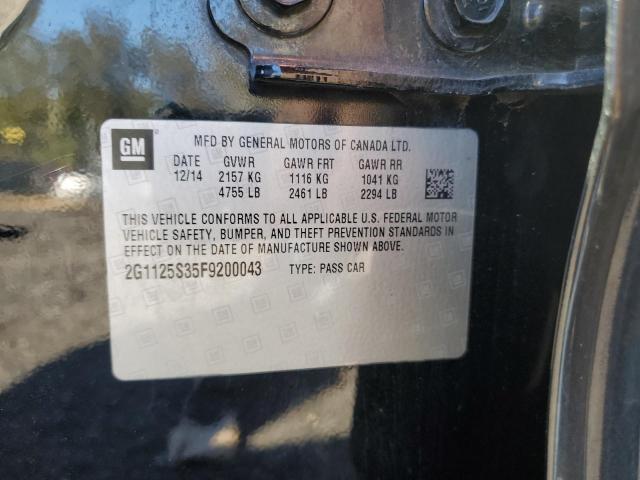 GM
MFD BY GENERAL MOTORS OF CANADA LTD.
DATE GVWR GAWR FRT GAWR RR
12/14 2157 KG 1116 KG 1041 KG
4755 LB 2461 LB 2294 LB
THIS VEHICLE CONFORMS TO ALL APPLICABLE U.S. FEDERAL MOTOR
VEHICLE SAFETY, BUMPER, AND THEFT PREVENTION STANDARDS
IN EFFECT ON THE DATE OF MANUFACTURE SHOWN ABOVE.
2G1125S35F9200043 TYPE: PASS CAR